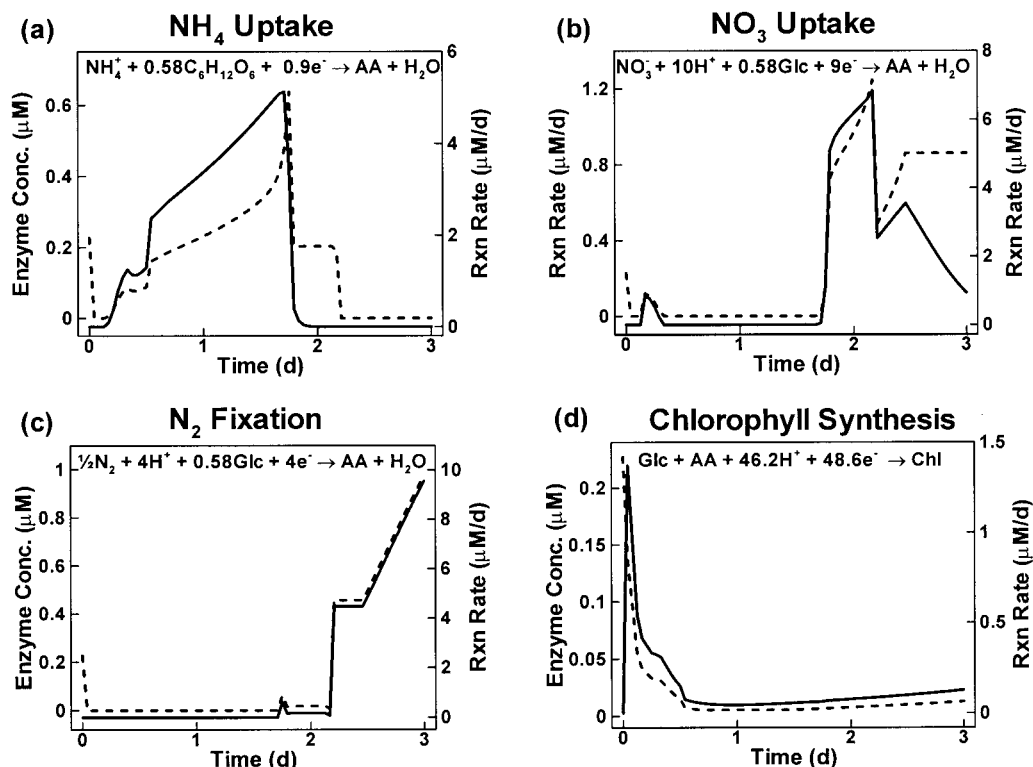 (a)
NH4 Uptake
NH4+ + 0.58C6H12O6 + 0.9e- → AA + H2O
Enzyme Conc. (μM)
0.6
0.4
0.2
0
6
5
4
3
2
1
0
Rxn Rate (μM/d)
0 1 2 3
Time (d)
(b)
NO3 Uptake
NO3- + 10H+ + 0.58Glc + 9e- → AA + H2O
Rxn Rate (μM)
1.2
0.8
0.4
0
8
6
4
2
0
Rxn Rate (μM/d)
0 1 2 3
Time (d)
(c)
N2 Fixation
½N2 + 4H+ + 0.58Glc + 4e- → AA + H2O
Enzyme Conc. (μM)
1
0.8
0.6
0.4
0.2
0
10
8
6
4
2
0
Rxn Rate (μM/d)
0 1 2 3
Time (d)
(d)
Chlorophyll Synthesis
Glc + AA + 46.2H+ + 48.6e- → Chl
Enzyme Conc. (μM)
0.2
0.15
0.1
0.05
0
1.5
1
0.5
0
Rxn Rate (μM/d)
0 1 2 3
Time (d)